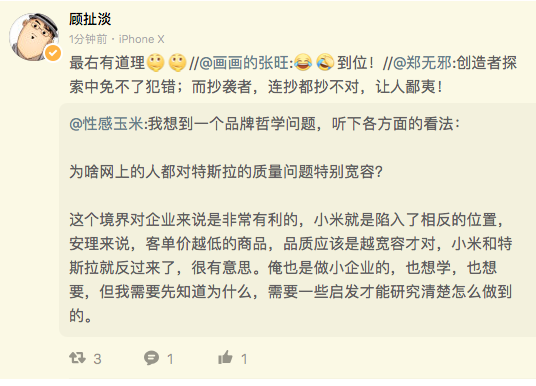 顾扯淡
1分钟前·iPhone X
最右有道理🤔🤔//@画画的张旺:😂🤣到位！//@郑无邪:创造者探
索中免不了犯错；而抄袭者，连抄都抄不对，让人鄙夷！
@性感玉米:我想到一个品牌哲学问题，听下各方面的看法：
为啥网上的人都对特斯拉的质量问题特别宽容？
这个境界对企业来说是非常有利的，小米就是陷入了相反的位置，
安理来说，客单价越低的商品，品质应该是越宽容才对，小米和特
斯拉就反过来了，很有意思。俺也是做小企业的，也想学，也想
要，但我需要先知道为什么，需要一些启发才能研究清楚怎么做到
的。
3 1 1